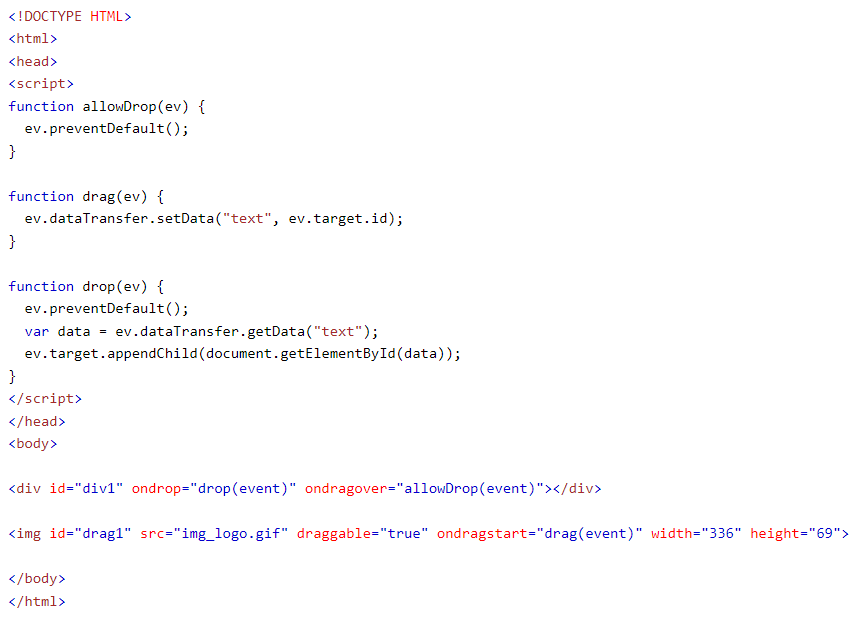 <!DOCTYPE HTML>
<html>
<head>
<script>
function allowDrop(ev) {
  ev.preventDefault();
}

function drag(ev) {
  ev.dataTransfer.setData("text", ev.target.id);
}

function drop(ev) {
  ev.preventDefault();
  var data = ev.dataTransfer.getData("text");
  ev.target.appendChild(document.getElementById(data));
}
</script>
</head>
<body>

<div id="div1" ondrop="drop(event)" ondragover="allowDrop(event)"></div>

<img id="drag1" src="img_logo.gif" draggable="true" ondragstart="drag(event)" width="336" height="69">

</body>
</html>